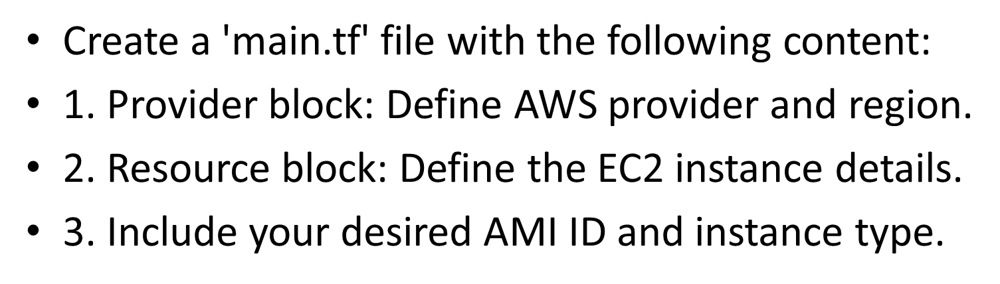 • Create a 'main.tf' file with the following content:
• 1. Provider block: Define AWS provider and region.
• 2. Resource block: Define the EC2 instance details.
• 3. Include your desired AMI ID and instance type.